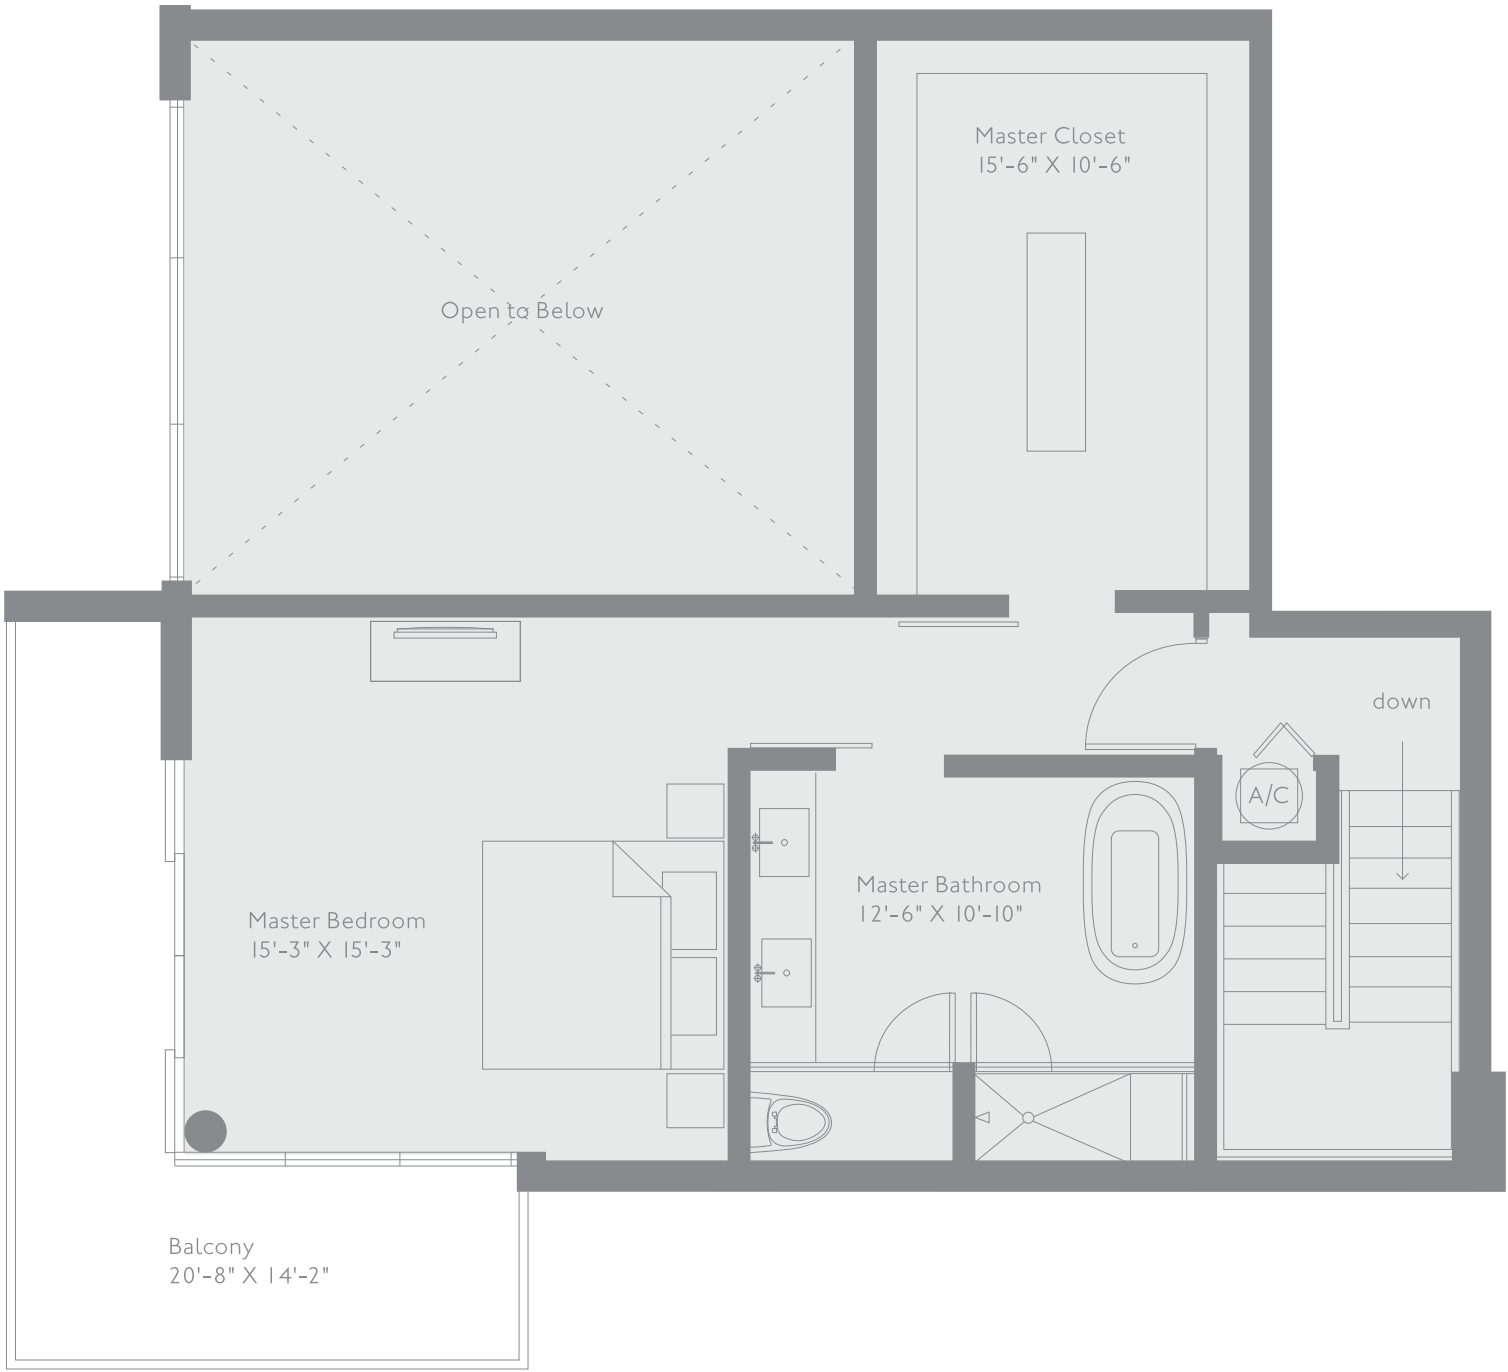 Master Closet
15'-6" X 10'-6"
Open to Below
down
A/C
Master Bathroom
12'-6" X 10'-10"
Master Bedroom
15'-3" X 15'-3"
Balcony
20'-8" X 14'-2"